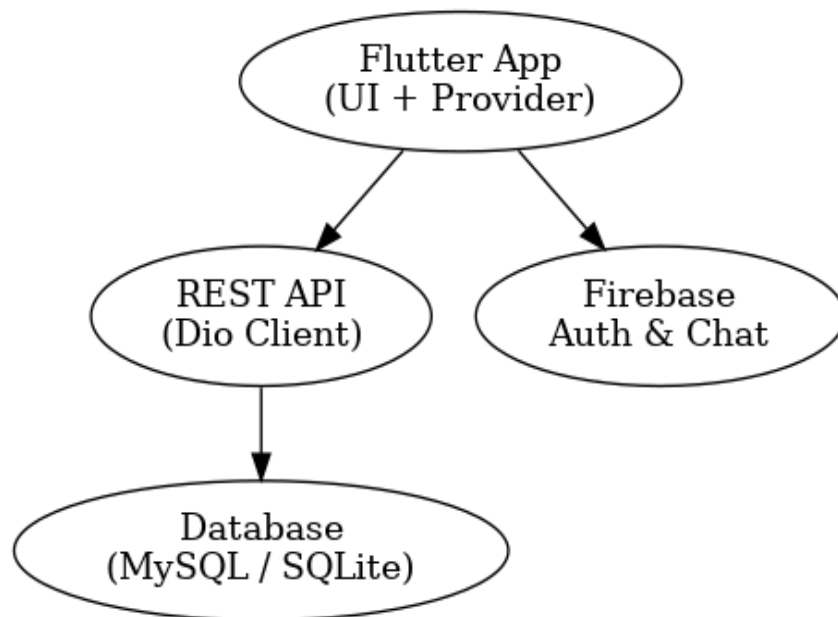 Flutter App
(UI + Provider)
REST API
(Dio Client)
Firebase
Auth & Chat
Database
(MySQL / SQLite)